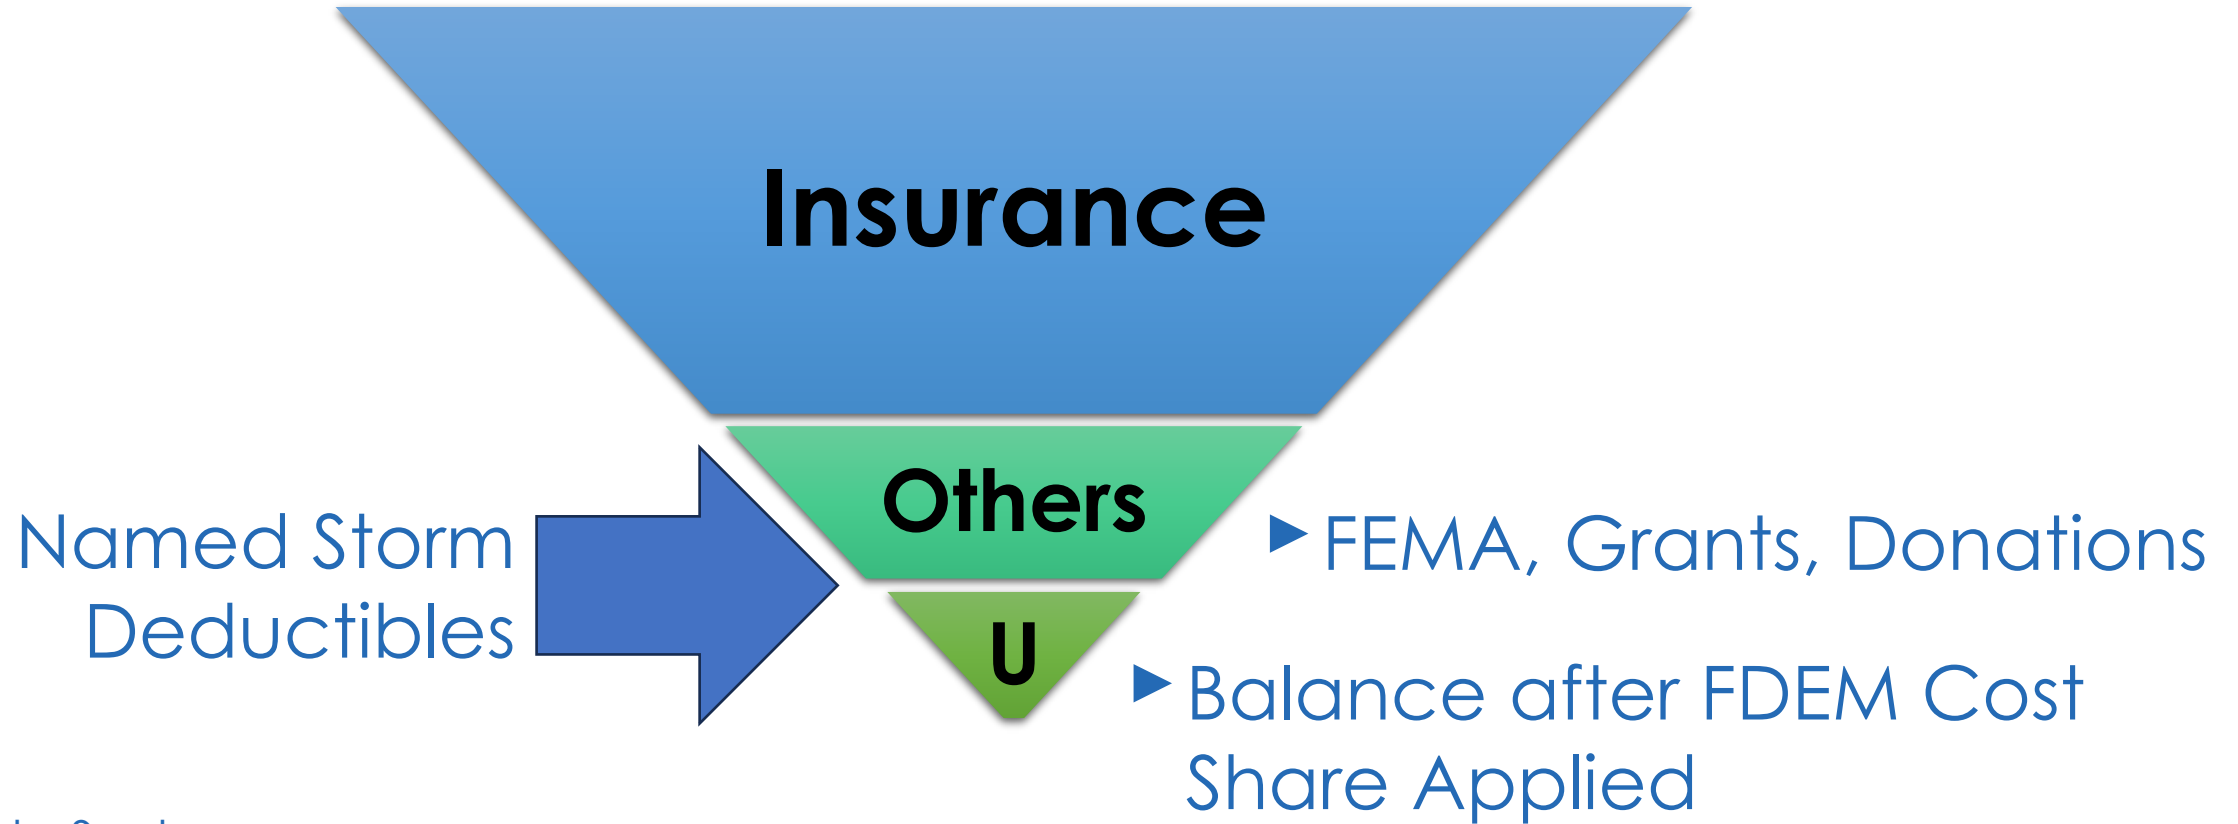 Insurance
Others
Named Storm
Deductibles
► FEMA, Grants, Donations
U
► Balance after FDEM Cost
Share Applied